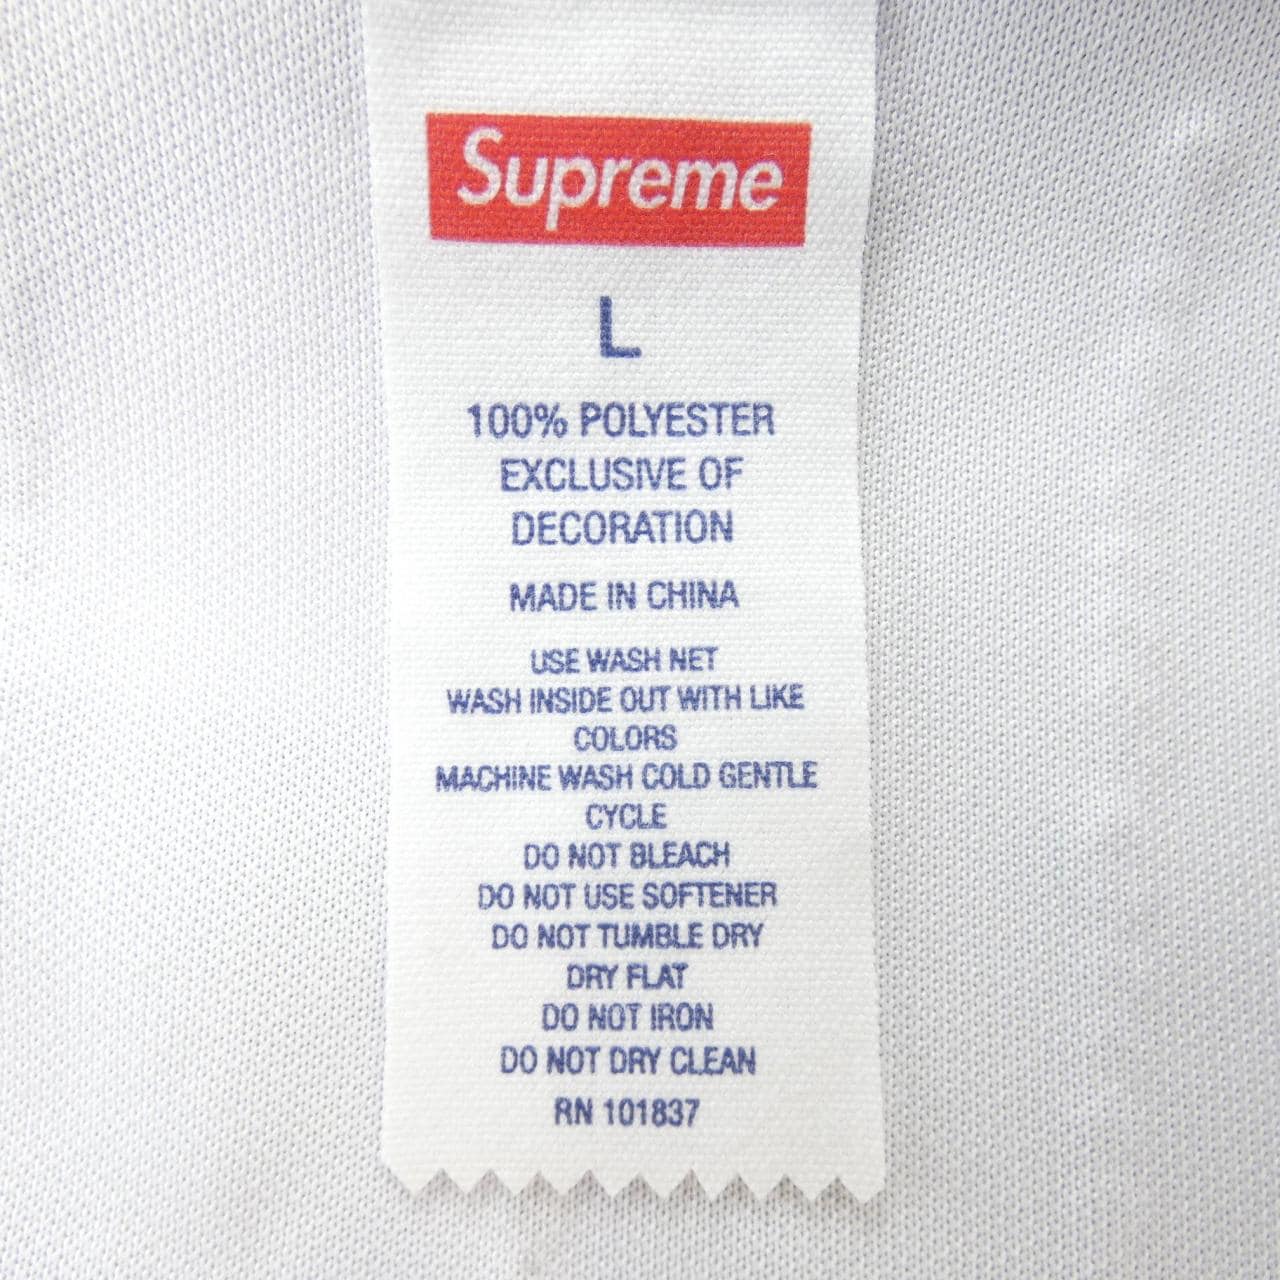 Supreme
L
100% POLYESTER
EXCLUSIVE OF
DECORATION
MADE IN CHINA
USE WASH NET
WASH INSIDE OUT WITH LIKE
COLORS
MACHINE WASH COLD GENTLE
CYCLE
DO NOT BLEACH
DO NOT USE SOFTENER
DO NOT TUMBLE DRY
DRY FLAT
DO NOT IRON
DO NOT DRY CLEAN
RN 101837